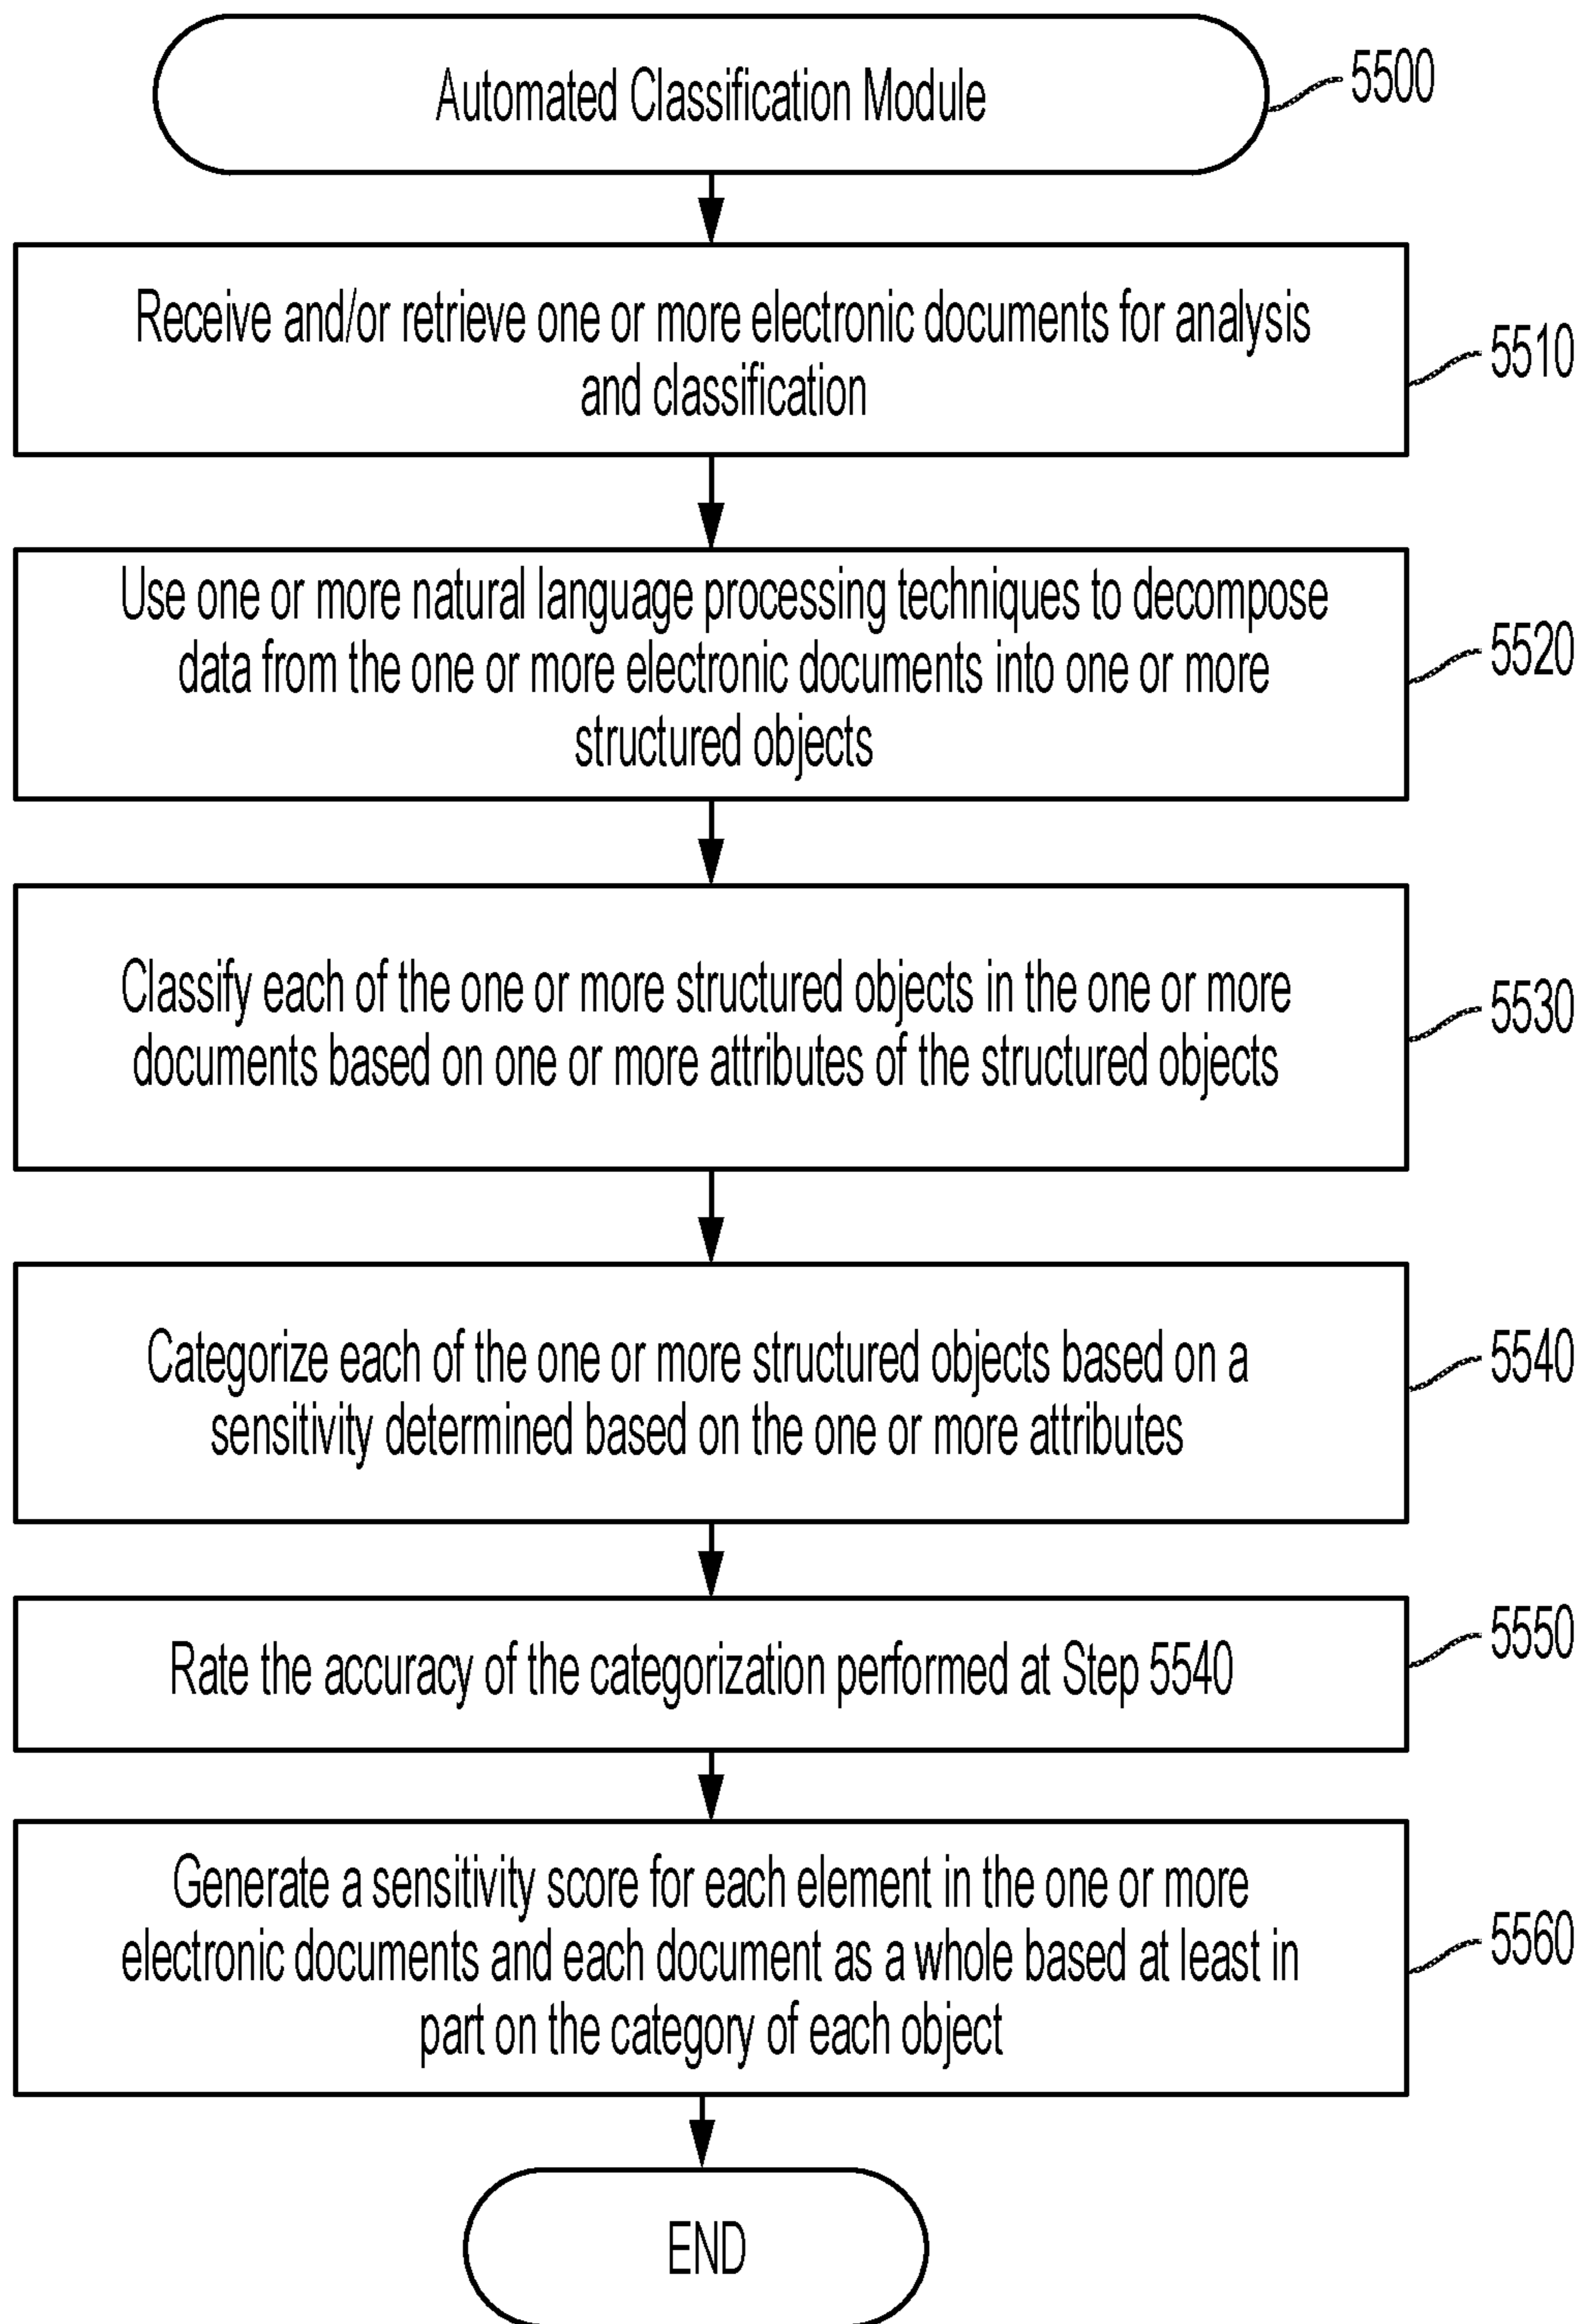 Automated Classification Module
5500
Receive and/or retrieve one or more electronic documents for analysis
and classification
5510
Use one or more natural language processing techniques to decompose
data from the one or more electronic documents into one or more
structured objects
5520
Classify each of the one or more structured objects in the one or more
documents based on one or more attributes of the structured objects
5530
Categorize each of the one or more structured objects based on a
sensitivity determined based on the one or more attributes
5540
Rate the accuracy of the categorization performed at Step 5540
5550
Generate a sensitivity score for each element in the one or more
electronic documents and each document as a whole based at least in
part on the category of each object
5560
END